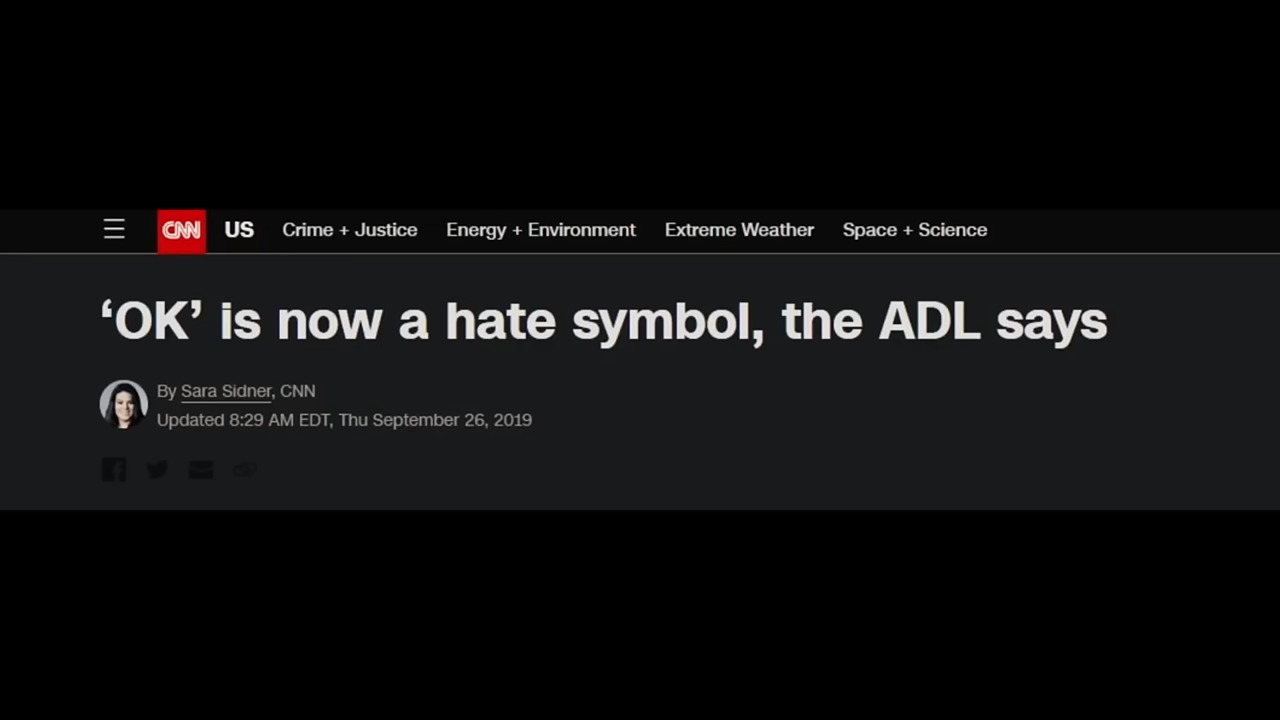 CNN US Crime + Justice Energy + Environment Extreme Weather Space + Science
‘OK’ is now a hate symbol, the ADL says
By Sara Sidner, CNN
Updated 8:29 AM EDT, Thu September 26, 2019